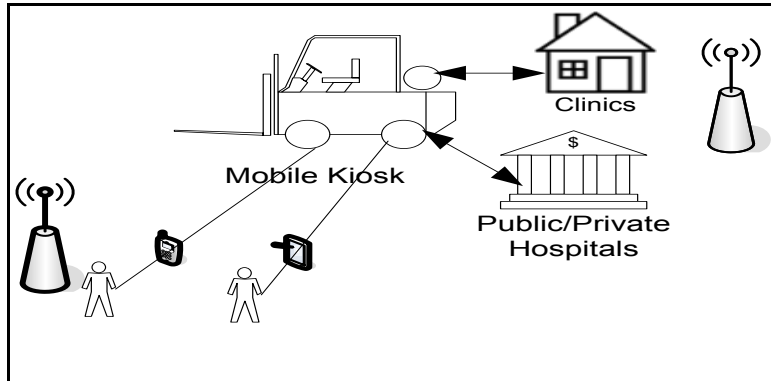 Clinics
$
Mobile Kiosk
Public/Private
Hospitals